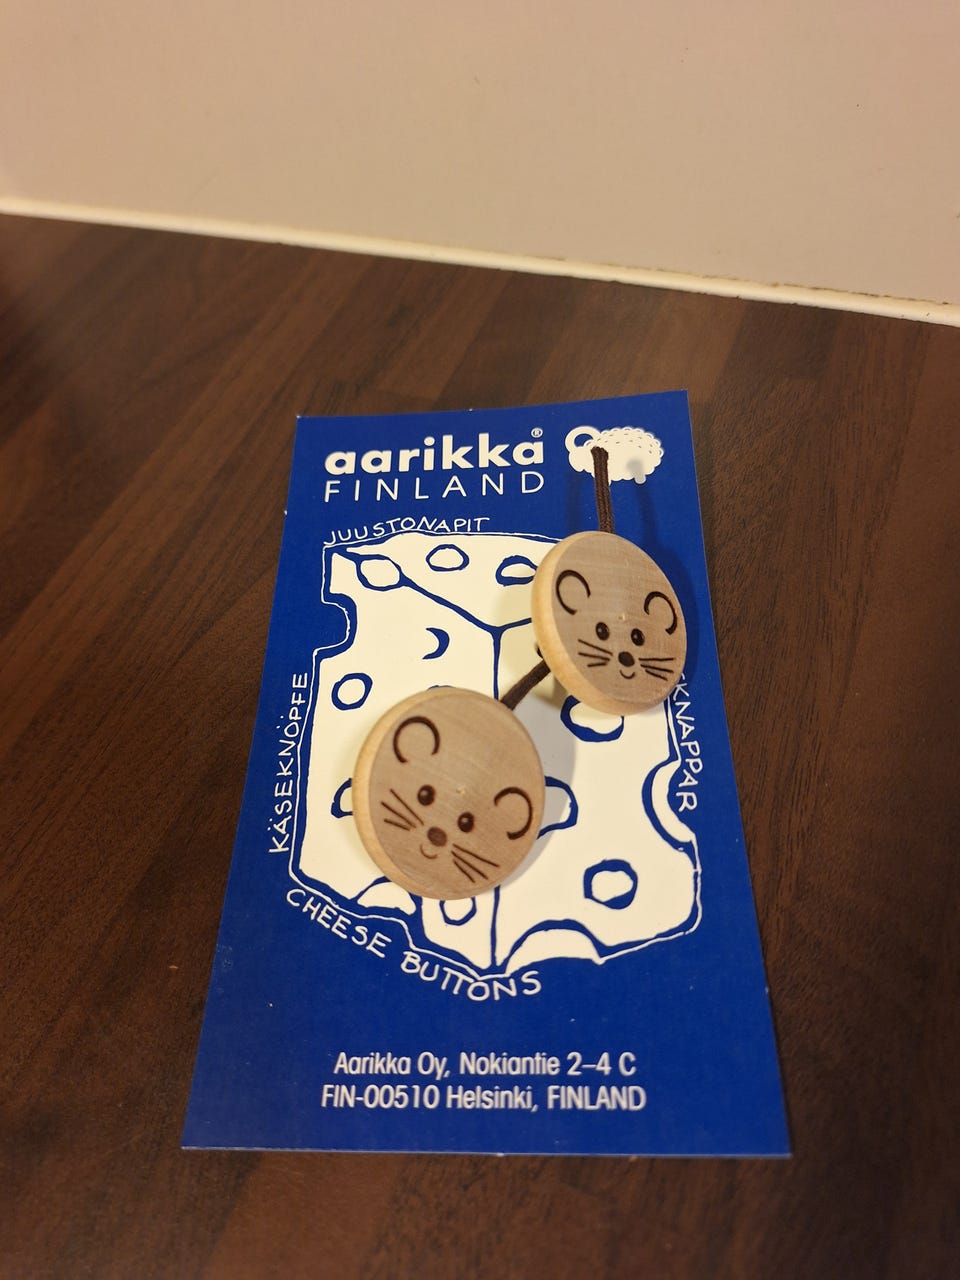 aarikka®
FINLAND
JUUSTONAPIT
KÄSEKNÖPFE
KNAPPAR
CHEESE BUTTONS
Aarikka Oy, Nokiantie 2–4 C
FIN-00510 Helsinki, FINLAND